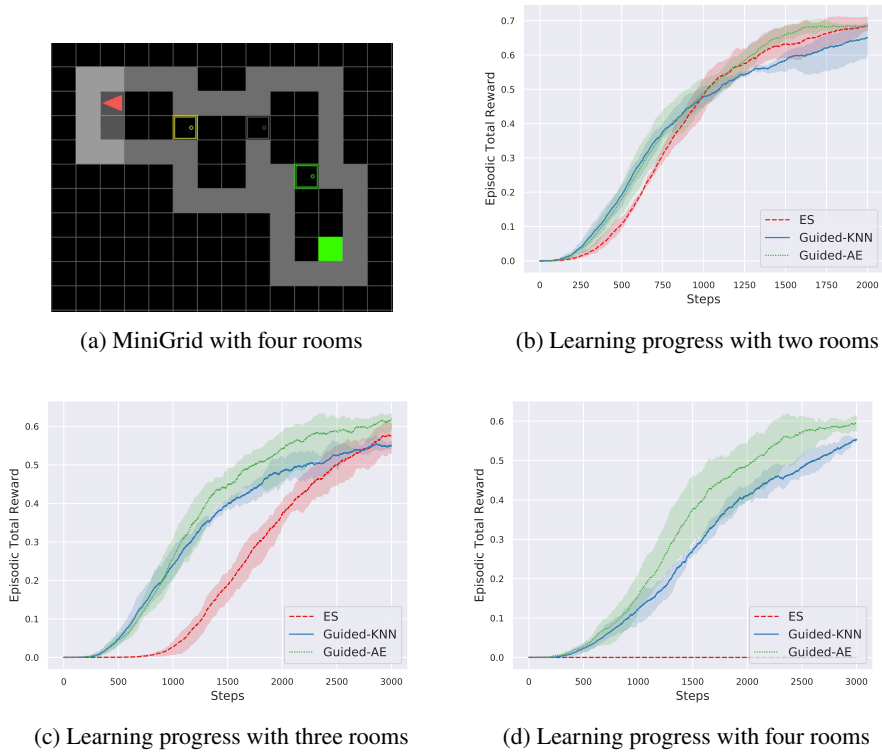 (a) MiniGrid with four rooms
0.7
0.6
0.5
0.4
0.3
0.2
0.1
0.0
Episodic Total Reward
ES
Guided-KNN
Guided-AE
0 250 500 750 1000 1250 1500 1750 2000
Steps
(b) Learning progress with two rooms
0.6
0.5
0.4
0.3
0.2
0.1
0.0
Episodic Total Reward
ES
Guided-KNN
Guided-AE
0 500 1000 1500 2000 2500 3000
Steps
(c) Learning progress with three rooms
0.6
0.5
0.4
0.3
0.2
0.1
0.0
Episodic Total Reward
ES
Guided-KNN
Guided-AE
0 500 1000 1500 2000 2500 3000
Steps
(d) Learning progress with four rooms